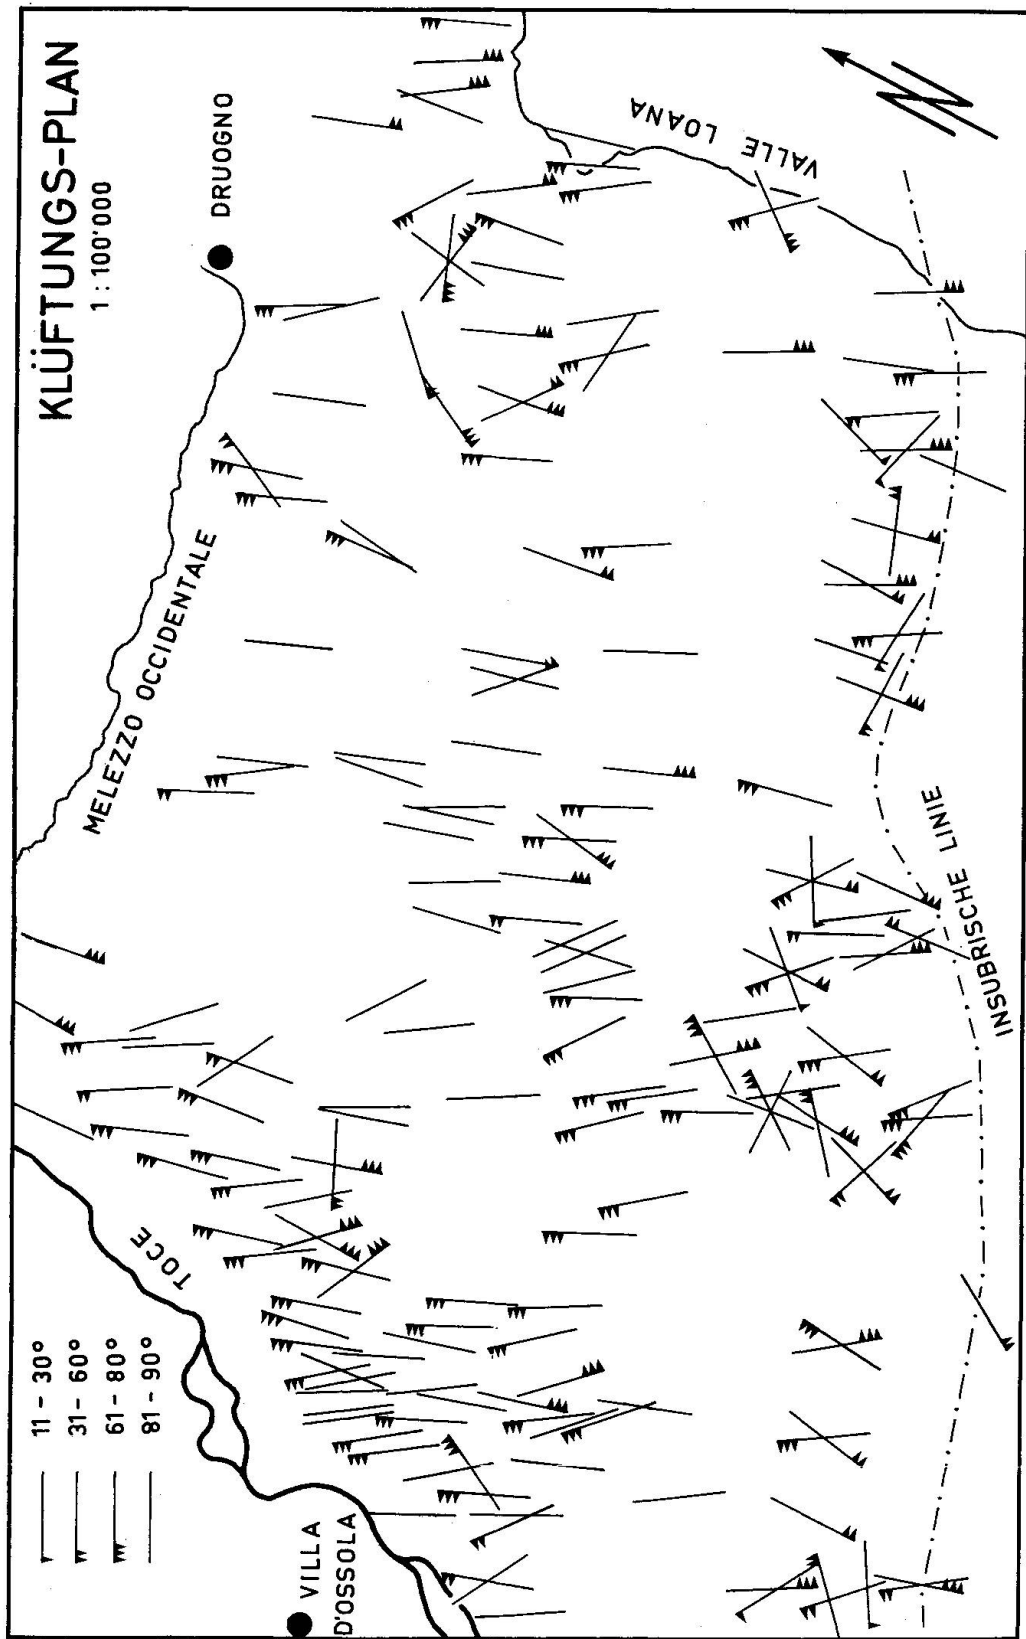 KLÜFTUNGS-PLAN
1:100'000
DRUOGNO
VALLE LOANA
MELEZZO OCCIDENTALE
INSUBRISCHE LINIE
TOCE
11 - 30°
31 - 60°
61 - 80°
81 - 90°
VILLA
D'OSSOLA